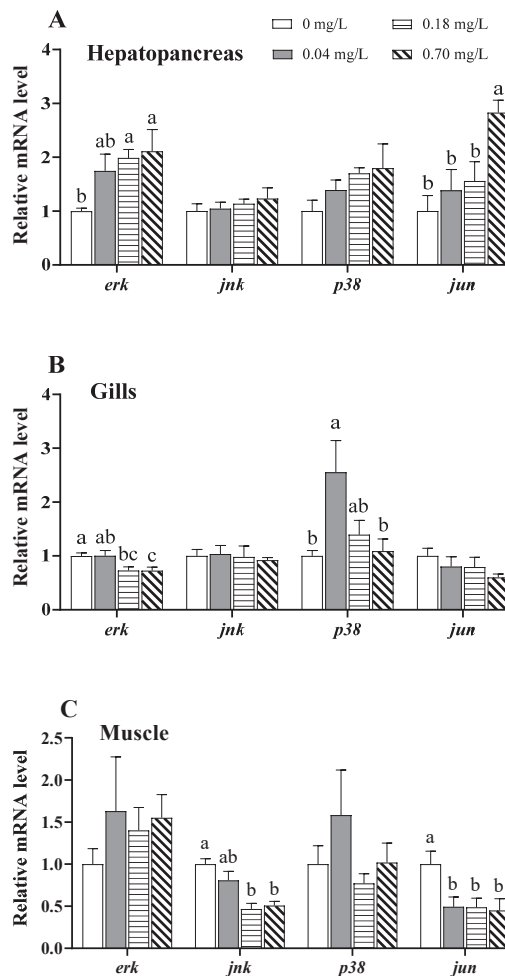 A
0 mg/L 0.18 mg/L
Hepatopancreas 0.04 mg/L 0.70 mg/L
Relative mRNA level
4
3
2
1
0
b ab a a
b b b a
erk jnk p38 jun
B
Gills
Relative mRNA level
4
3
2
1
0
a ab bc c
b a ab b
erk jnk p38 jun
C
Muscle
Relative mRNA level
2.5
2.0
1.5
1.0
0.5
0.0
a ab b b
a b b b
erk jnk p38 jun